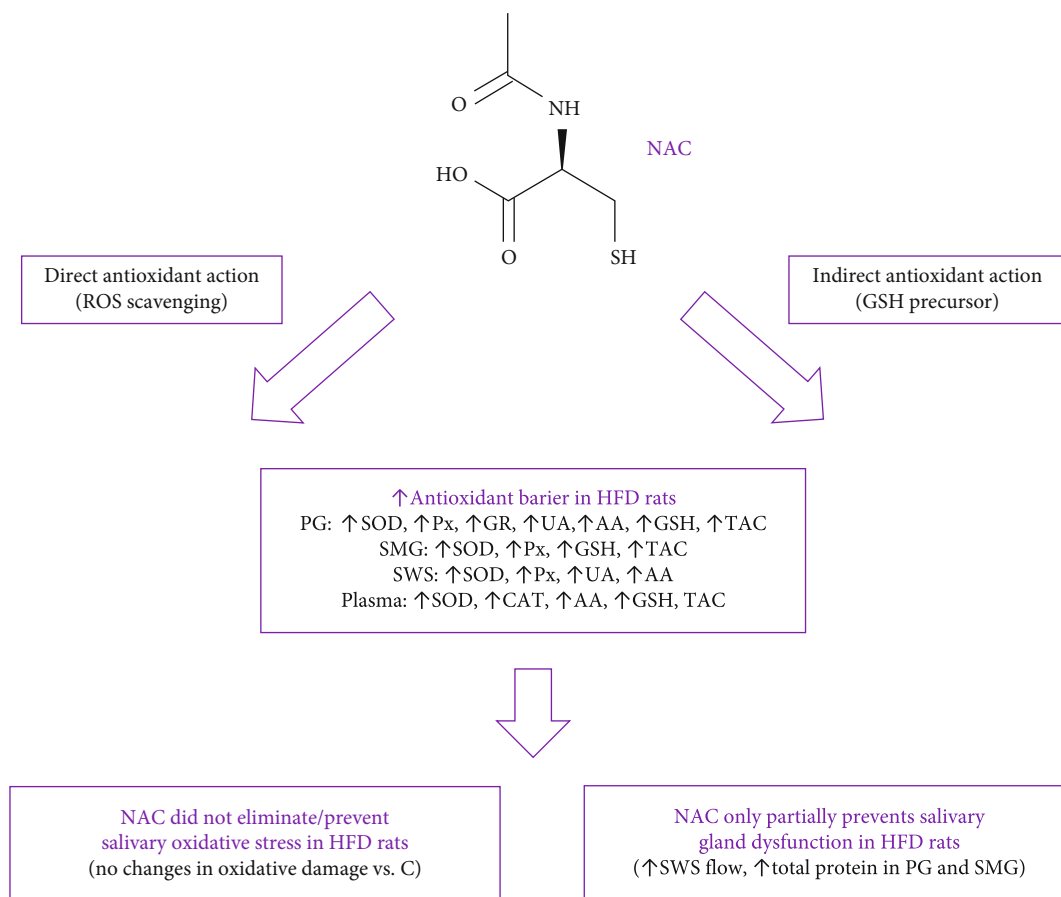 O
NH
NAC
HO
O
SH
Direct antioxidant action
(ROS scavenging)
Indirect antioxidant action
(GSH precursor)
↑Antioxidant barier in HFD rats
PG: ↑SOD, ↑Px, ↑GR, ↑UA,↑AA, ↑GSH, ↑TAC
SMG: ↑SOD, ↑Px, ↑GSH, ↑TAC
SWS: ↑SOD, ↑Px, ↑UA, ↑AA
Plasma: ↑SOD, ↑CAT, ↑AA, ↑GSH, TAC
NAC did not eliminate/prevent
salivary oxidative stress in HFD rats
(no changes in oxidative damage vs. C)
NAC only partially prevents salivary
gland dysfunction in HFD rats
(↑SWS flow, ↑total protein in PG and SMG)